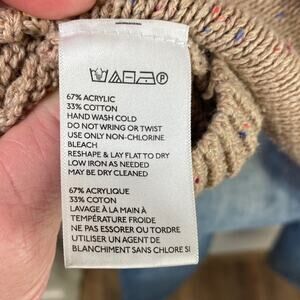 P
67% ACRYLIC
33% COTTON
HAND WASH COLD
DO NOT WRING OR TWIST
USE ONLY NON-CHLORINE
BLEACH
RESHAPE & LAY FLAT TO DRY
LOW IRON AS NEEDED
MAY BE DRY CLEANED
67% ACRYLIQUE
33% COTON
LAVAGE À LA MAIN À
TEMPÉRATURE FROIDE
NE PAS ESSORER OU TORDRE
UTILISER UN AGENT DE
BLANCHIMENT SANS CHLORE SI